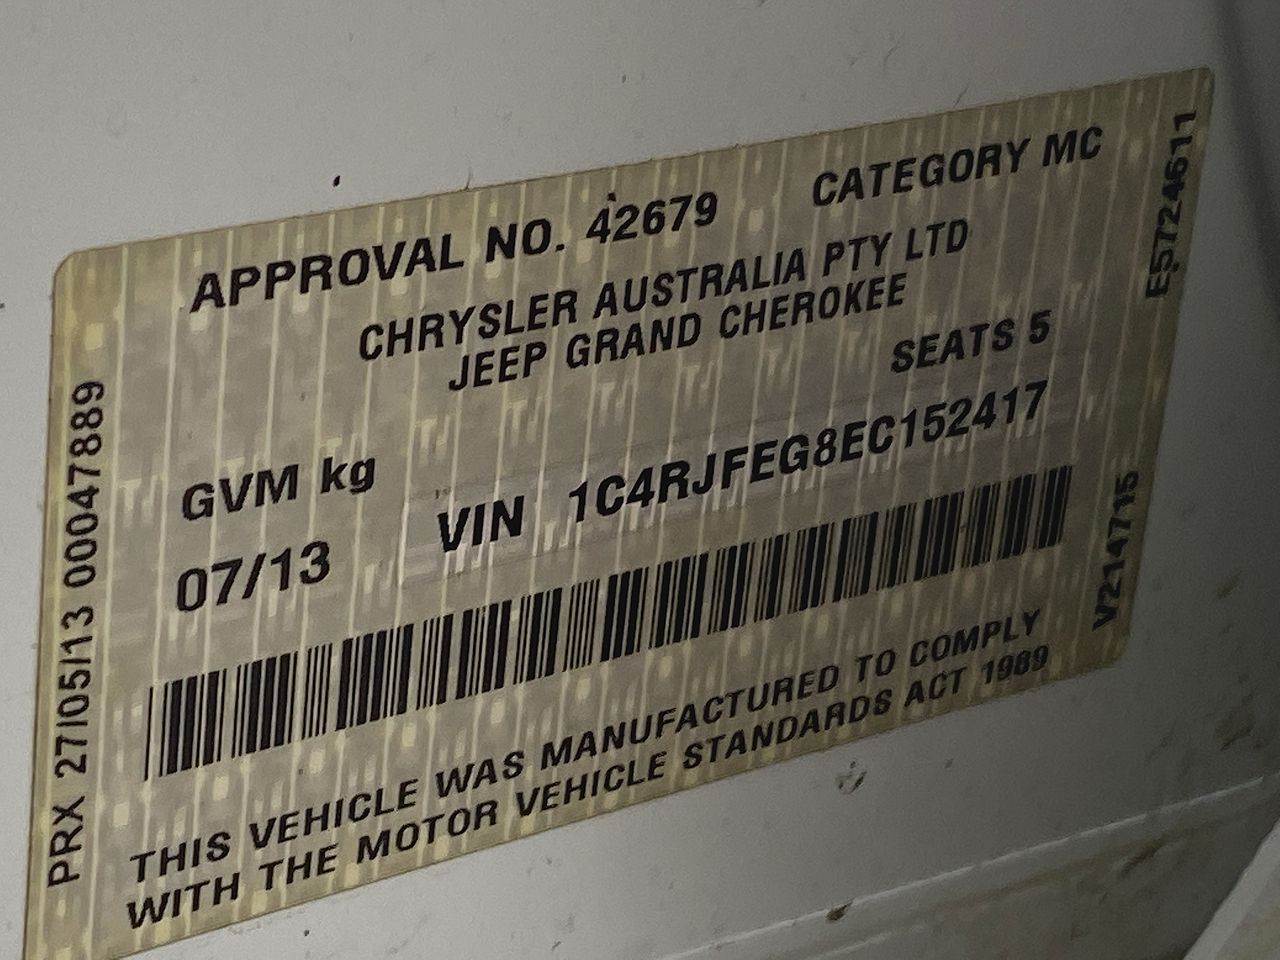 APPROVAL NO. 42679 CATEGORY MC
CHRYSLER AUSTRALIA PTY LTD
JEEP GRAND CHEROKEE
SEATS 5
GVM kg
VIN 1C4RJFEG8EC152417
07/13
THIS VEHICLE WAS MANUFACTURED TO COMPLY
WITH THE MOTOR VEHICLE STANDARDS ACT 1989
PRX 27/05/13 00047889
E5724611
V214715